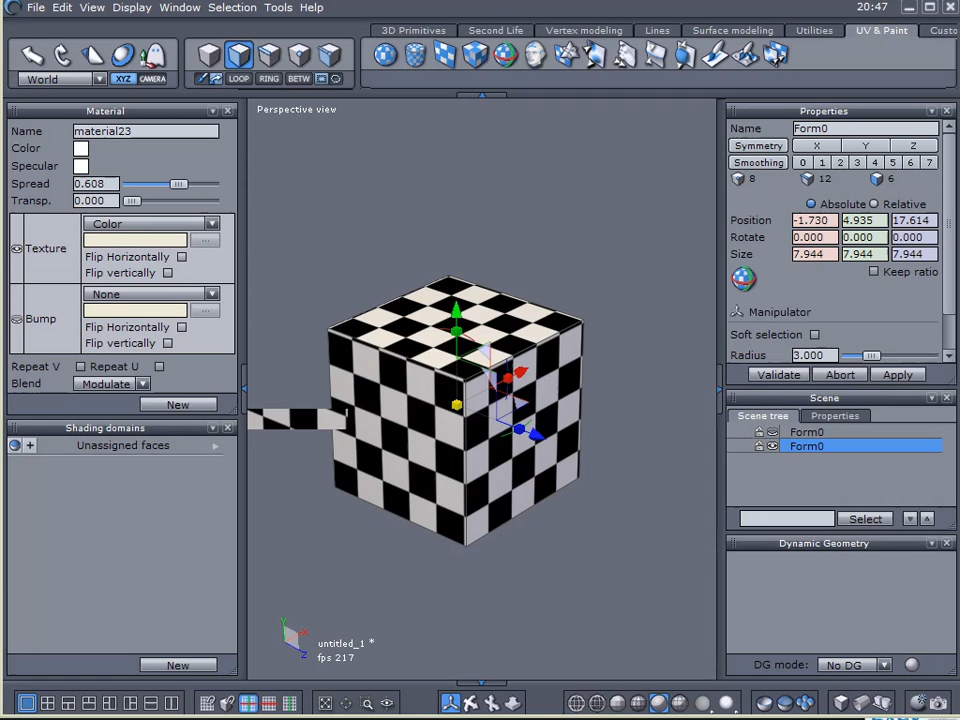 File Edit View Display Window Selection Tools Help 20:47
3D Primitives Second Life Vertex modeling Lines Surface modeling Utilities UV & Paint Custo
World XYZ CAMERA LOOP RING BETW
Material
Name material23
Color
Specular
Spread 0.608
Transp. 0.000
Color
Texture ...
Flip Horizontally
Flip vertically
None
Bump ...
Flip Horizontally
Flip vertically
Repeat V Repeat U
Blend Modulate
New
Shading domains
+ Unassigned faces
New
Perspective view
Y
X
Z
untitled_1 *
fps 217
Properties
Name Form0
Symmetry X Y Z
Smoothing 0 1 2 3 4 5 6 7
8 12 6
Absolute Relative
Position -1.730 4.935 17.614
Rotate 0.000 0.000 0.000
Size 7.944 7.944 7.944
Keep ratio
Manipulator
Soft selection
Radius 3.000
Validate Abort Apply
Scene
Scene tree Properties
Form0
Form0
Select
Dynamic Geometry
DG mode: No DG